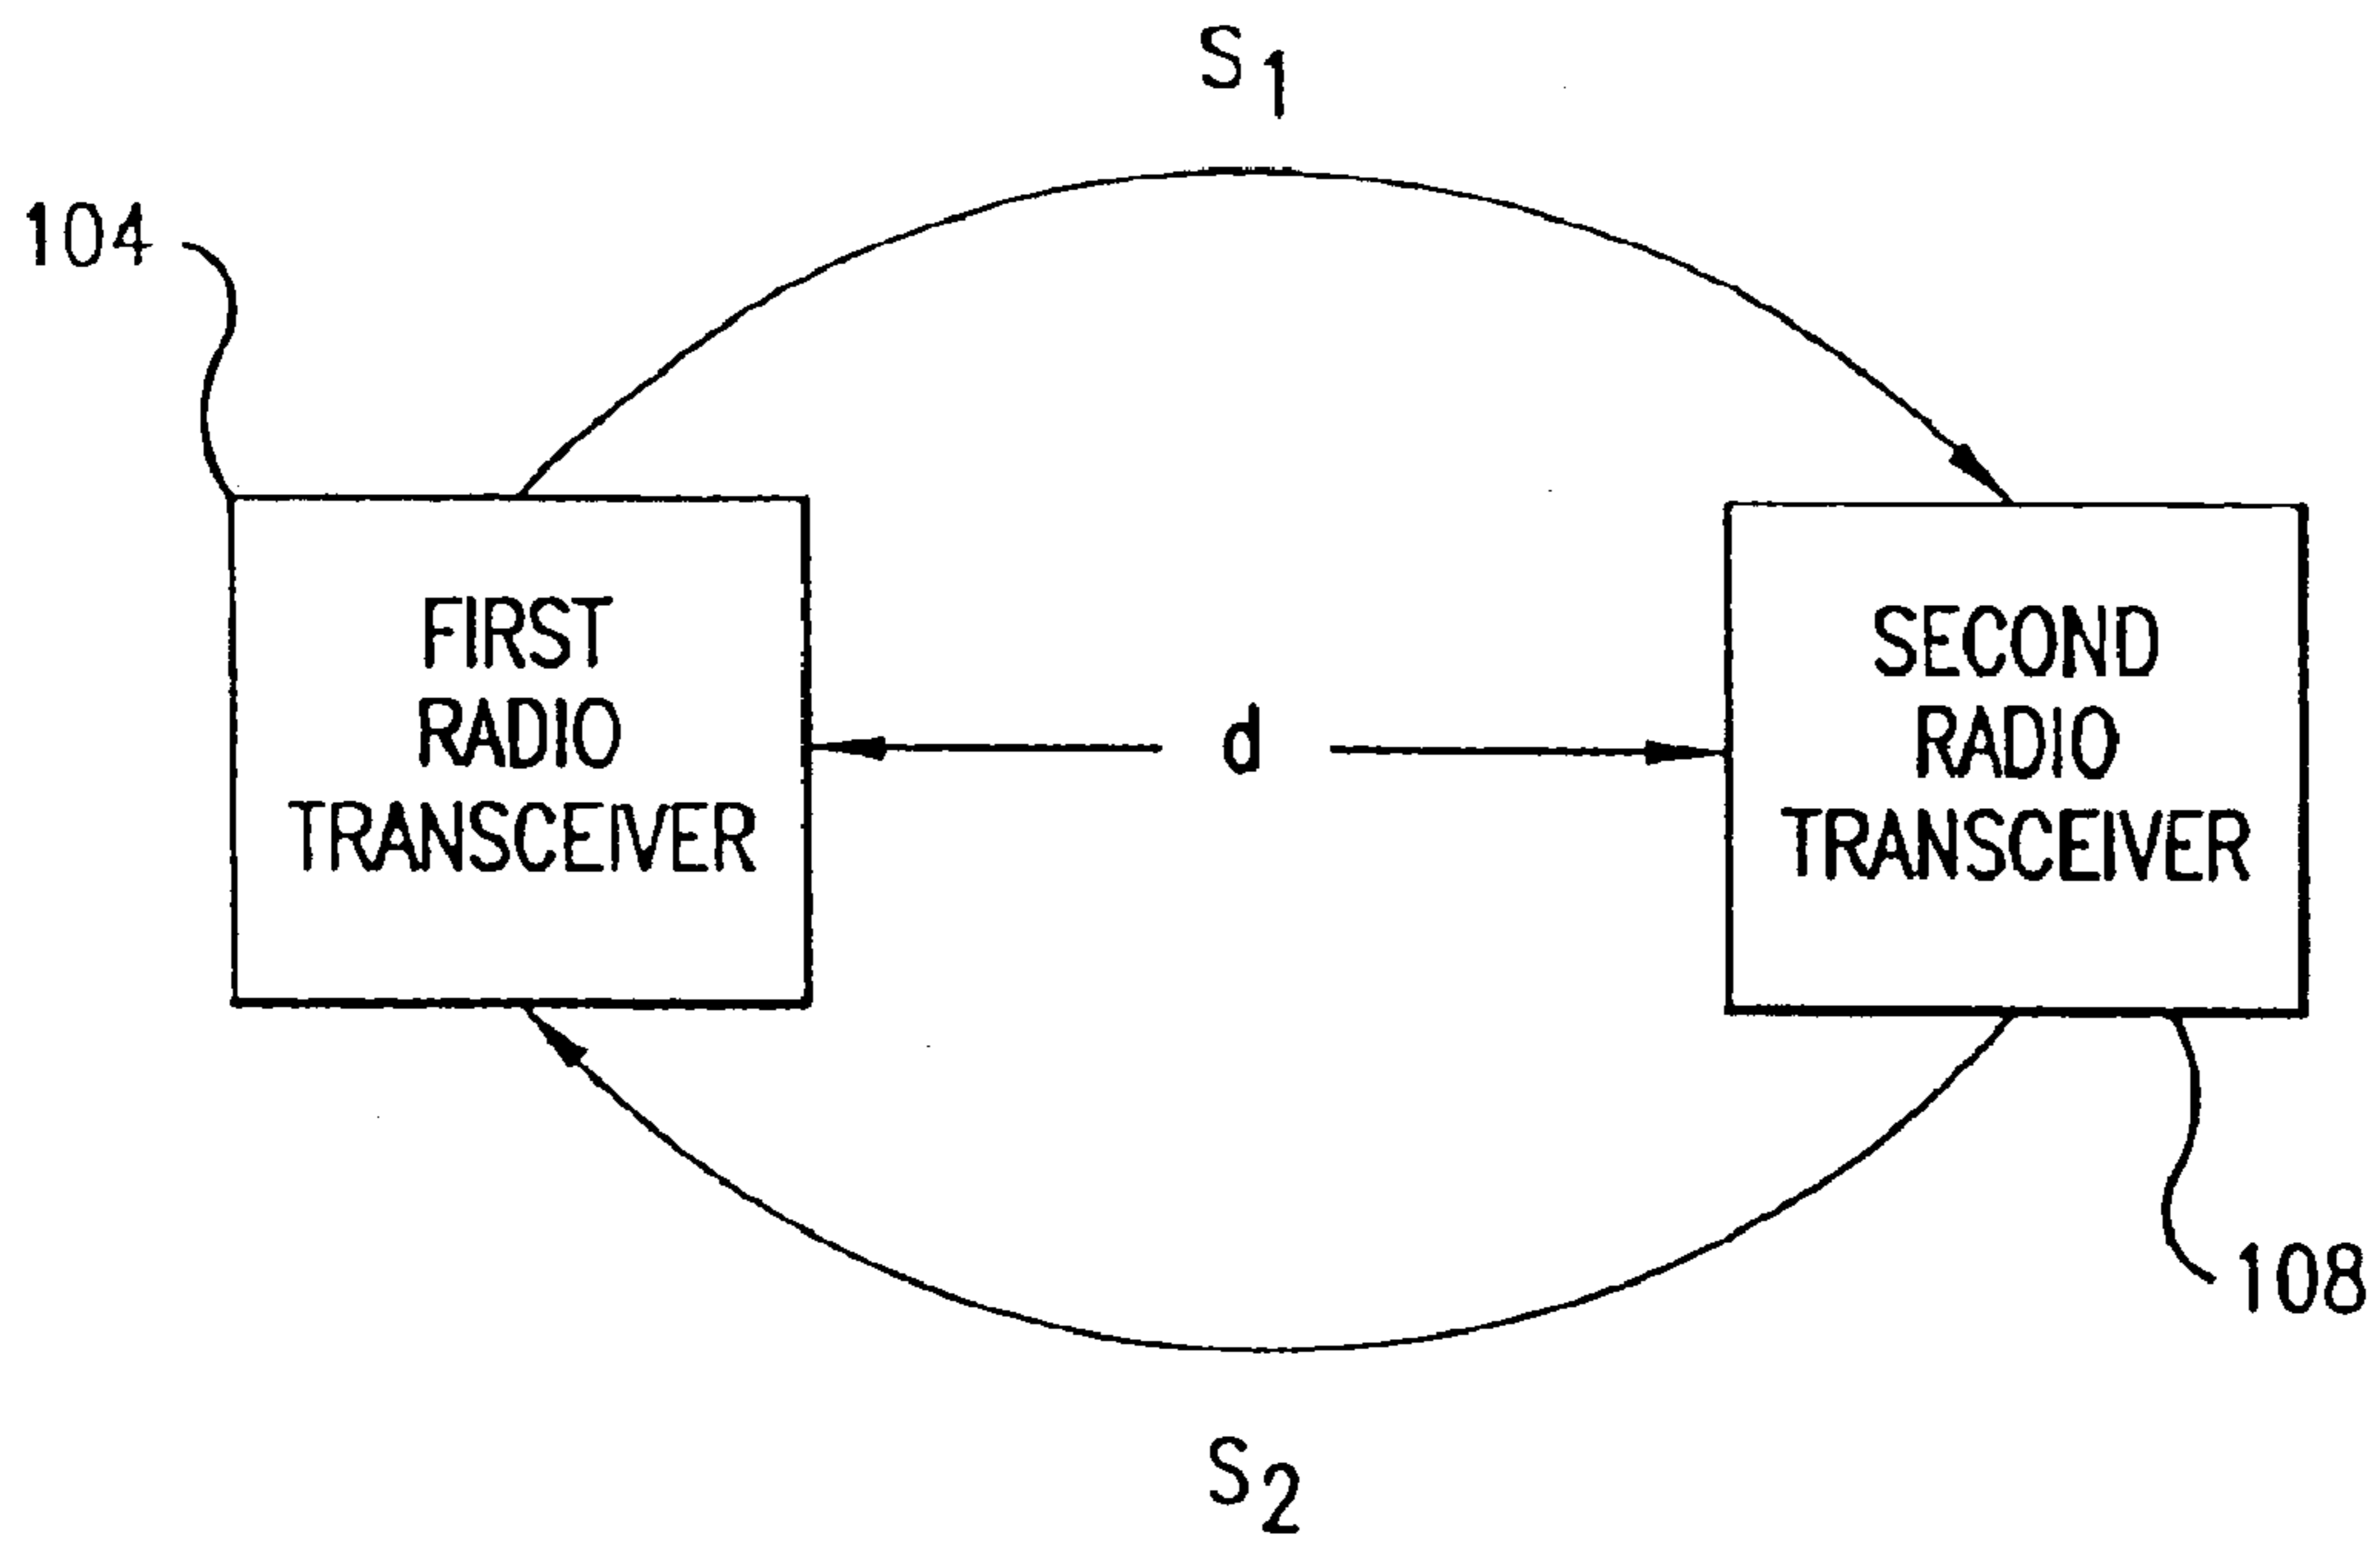 S1
104
FIRST
RADIO
TRANSCEIVER
d
SECOND
RADIO
TRANSCEIVER
108
S2